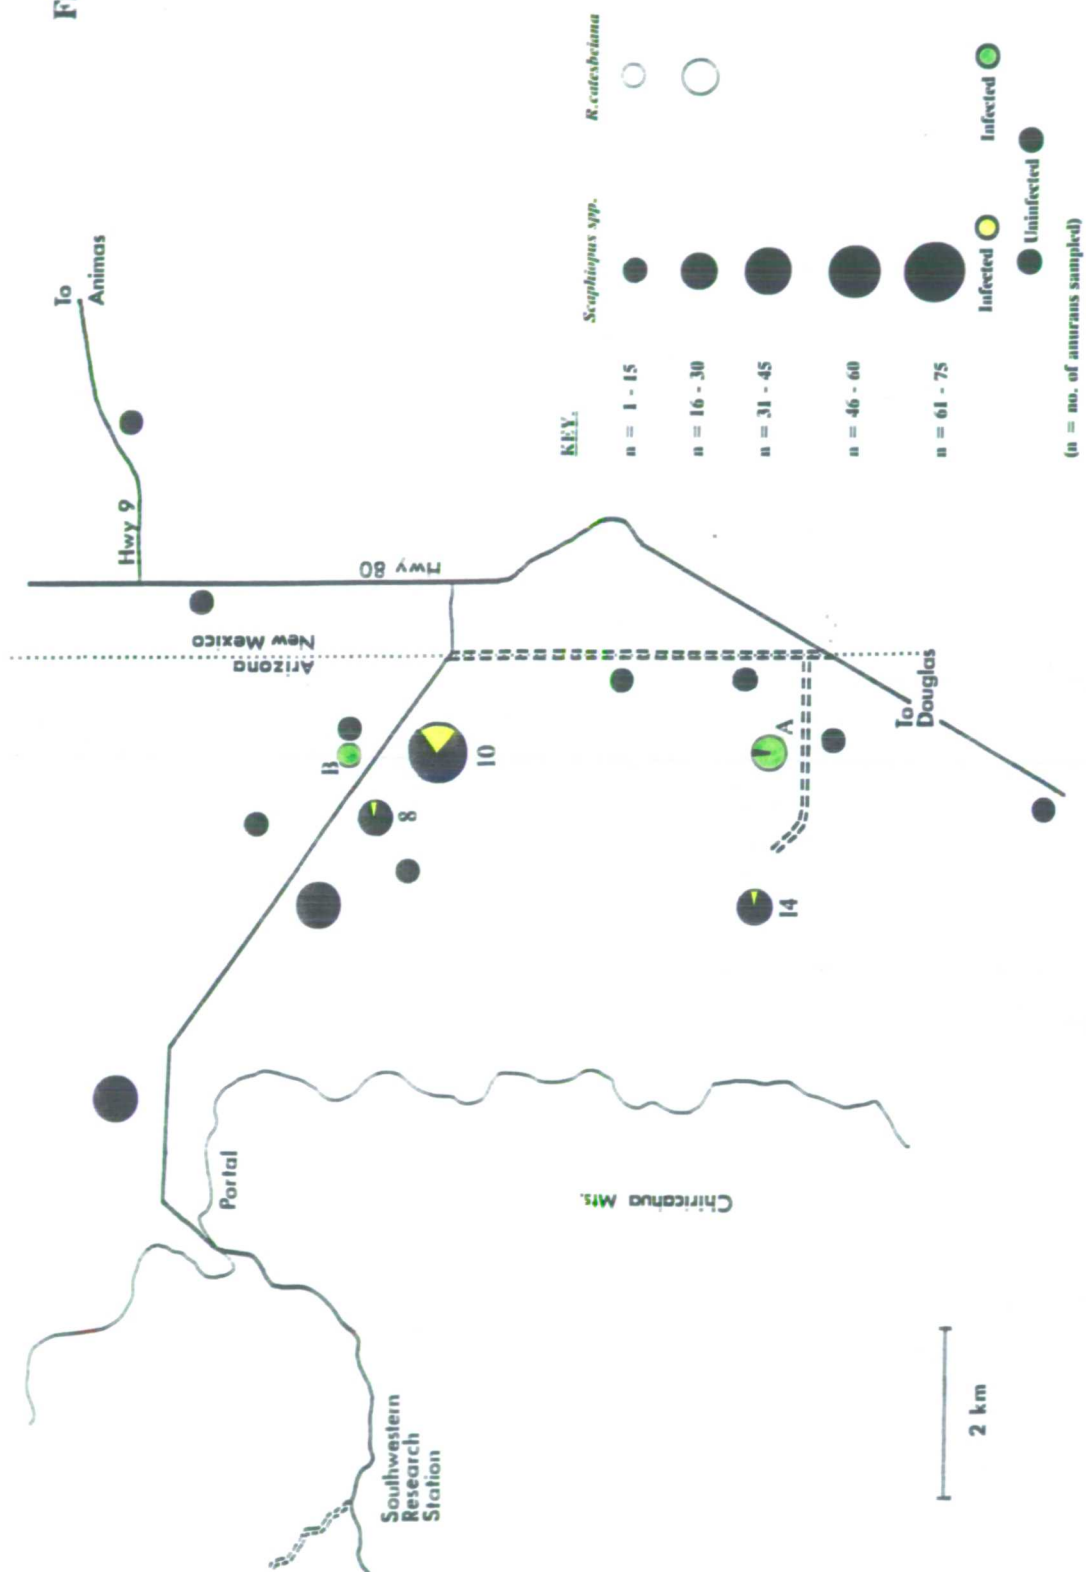 F
To
Animas
Hwy 9
Hwy 80
New Mexico
Arizona
B
10
8
A
14
To
Douglas
Portal
Chiricahua Mts.
Southwestern
Research
Station
2 km
KEY.
Scaphiopus spp.
R.catesbeiana
n = 1 - 15
n = 16 - 30
n = 31 - 45
n = 46 - 60
n = 61 - 75
Infected
Infected
Uninfected
(n = no. of anurans sampled)